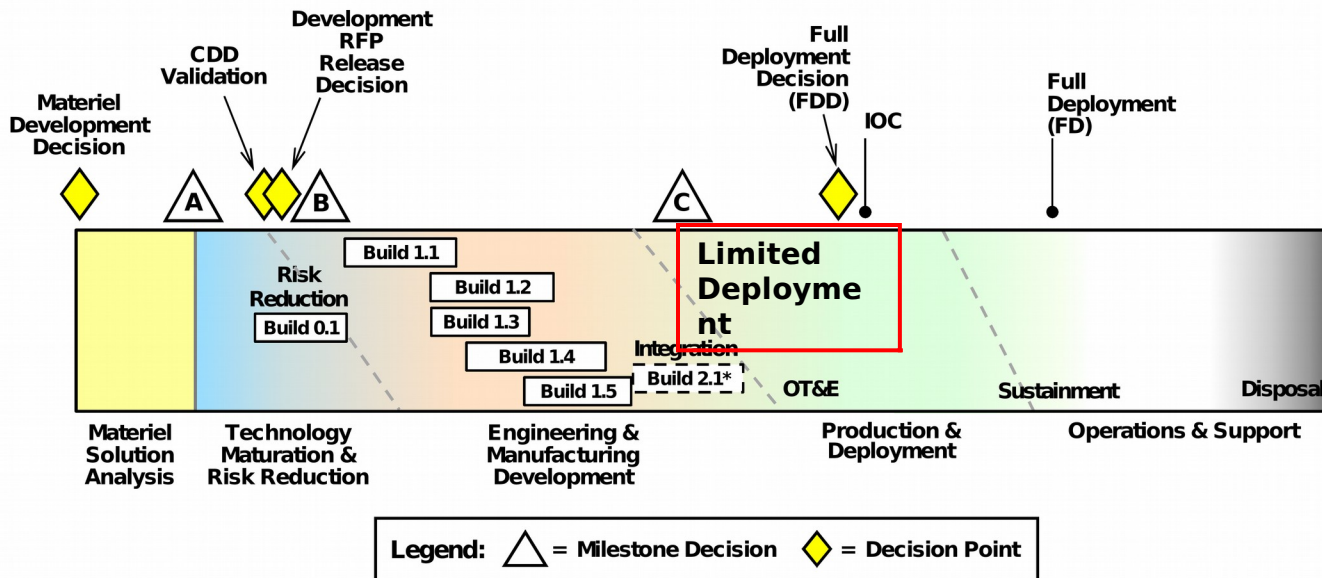 Materiel
Development
Decision
CDD
Validation
Development
RFP
Release
Decision
Full
Deployment
Decision
(FDD)
IOC
Full
Deployment
(FD)
A
B
C
Build 1.1
Risk
Reduction
Build 0.1
Build 1.2
Build 1.3
Build 1.4
Build 1.5
Limited
Deployme
nt
Integration
Build 2.1*
OT&E
Sustainment
Disposal
Materiel
Solution
Analysis
Technology
Maturation &
Risk Reduction
Engineering &
Manufacturing
Development
Production &
Deployment
Operations & Support
Legend:
= Milestone Decision
= Decision Point